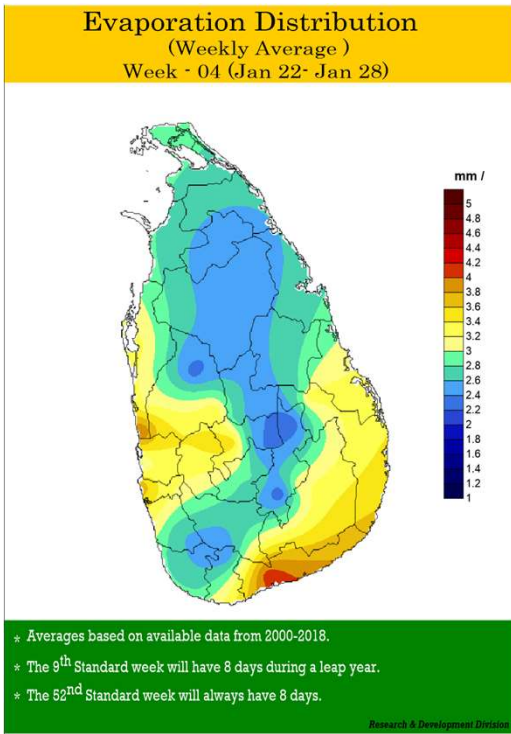 Evaporation Distribution
(Weekly Average )
Week - 04 (Jan 22- Jan 28)
mm /
5
4.8
4.6
4.4
4.2
4
3.8
3.6
3.4
3.2
3
2.8
2.6
2.4
2.2
2
1.8
1.6
1.4
1.2
1
* Averages based on available data from 2000-2018.
* The 9th Standard week will have 8 days during a leap year.
* The 52nd Standard week will always have 8 days.
Research & Development Division